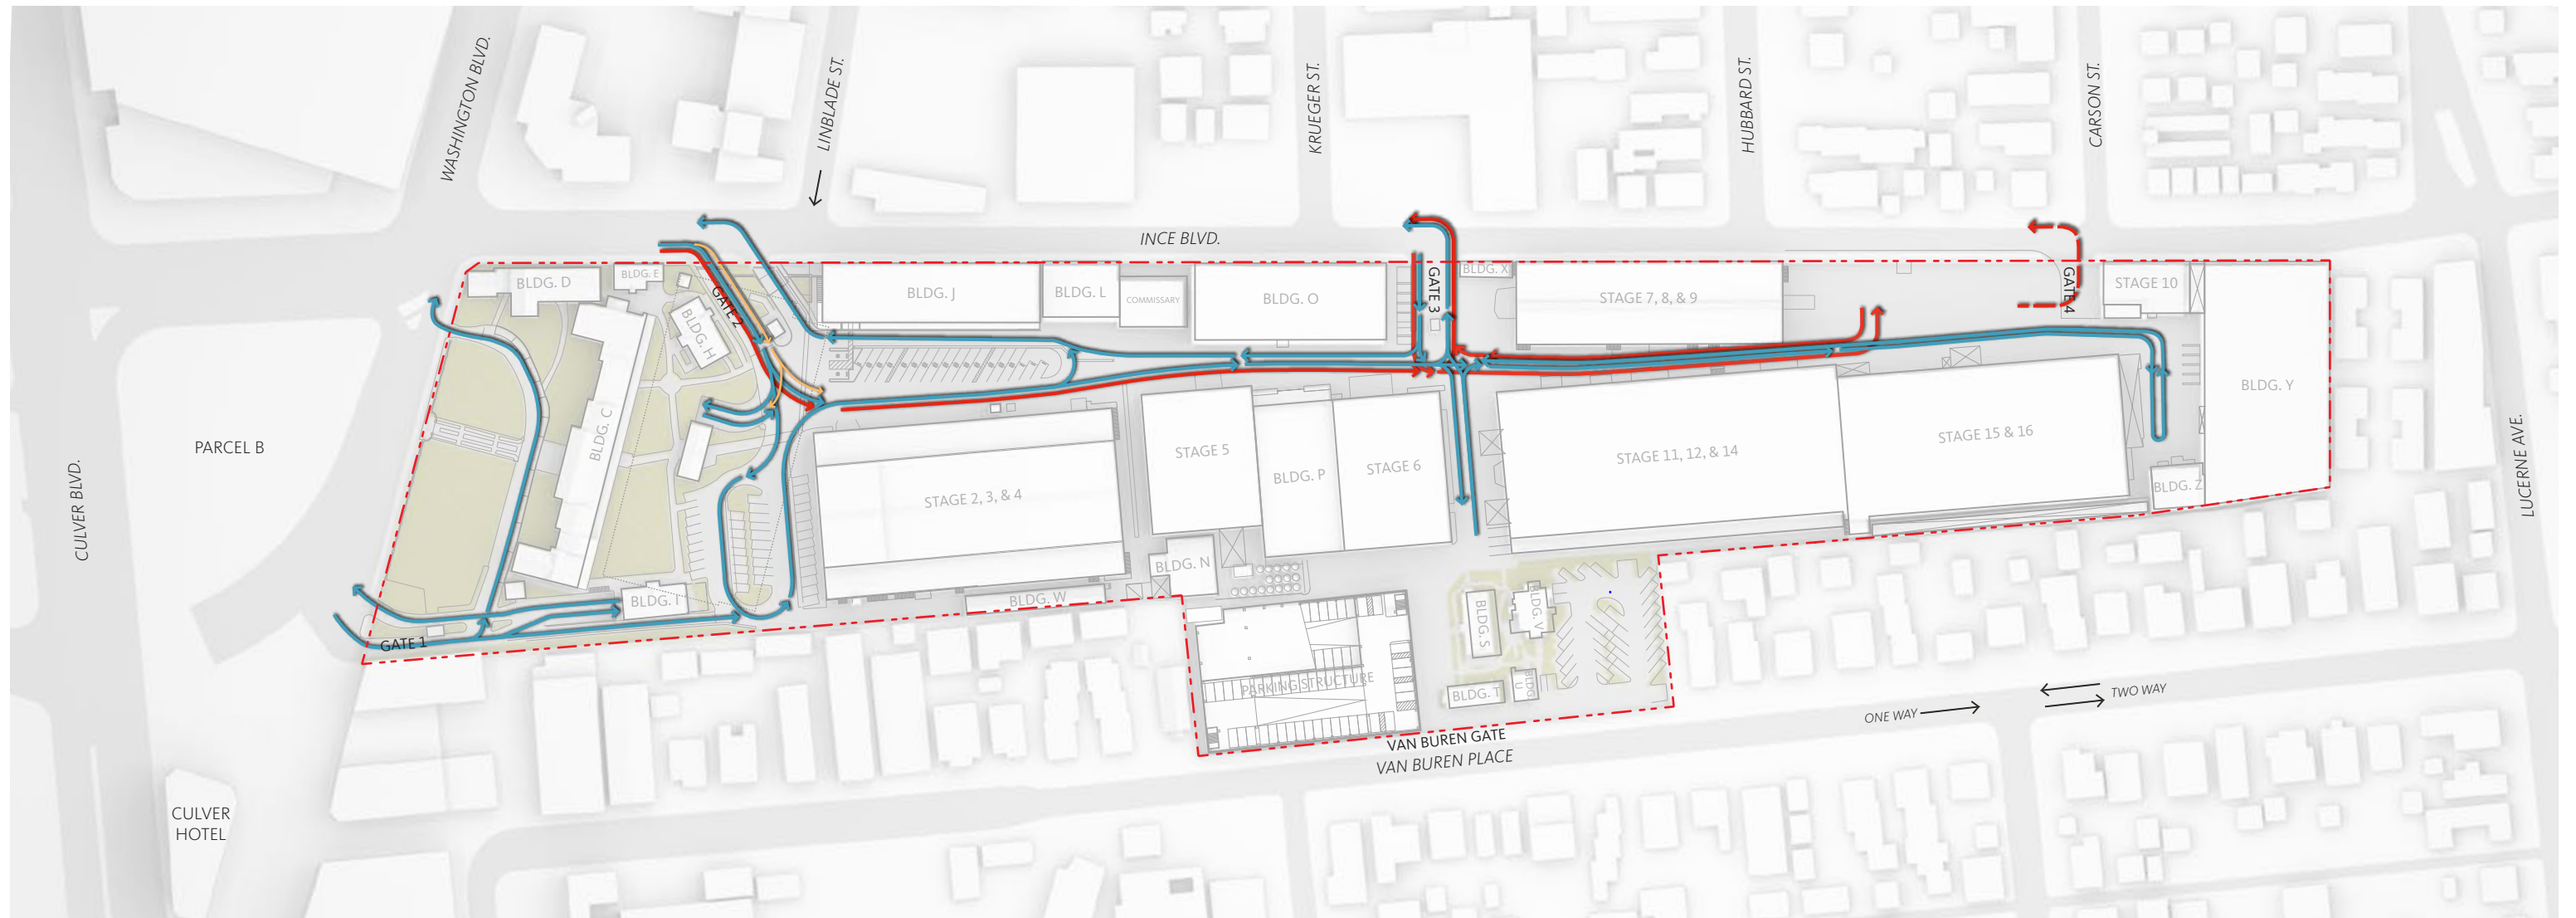 WASHINGTON BLVD.
LINBLADE ST.
KRUEGER ST.
HUBBARD ST.
CARSON ST.
INCE BLVD.
BLDG. D
BLDG. E
GATE 2
BLDG. H
BLDG. J
BLDG. L
COMMISSARY
BLDG. O
GATE 3
BLDG. X
STAGE 7, 8, & 9
GATE 4
STAGE 10
BLDG. Y
BLDG. C
PARCEL B
CULVER BLVD.
STAGE 2, 3, & 4
STAGE 5
BLDG. P
STAGE 6
STAGE 11, 12, & 14
STAGE 15 & 16
BLDG. Z
LUCERNE AVE.
BLDG. N
BLDG. W
BLDG. I
GATE 1
BLDG. S
BLDG. V
PARKING STRUCTURE
BLDG. T
BLDG.
U
TWO WAY
ONE WAY
VAN BUREN GATE
VAN BUREN PLACE
CULVER
HOTEL